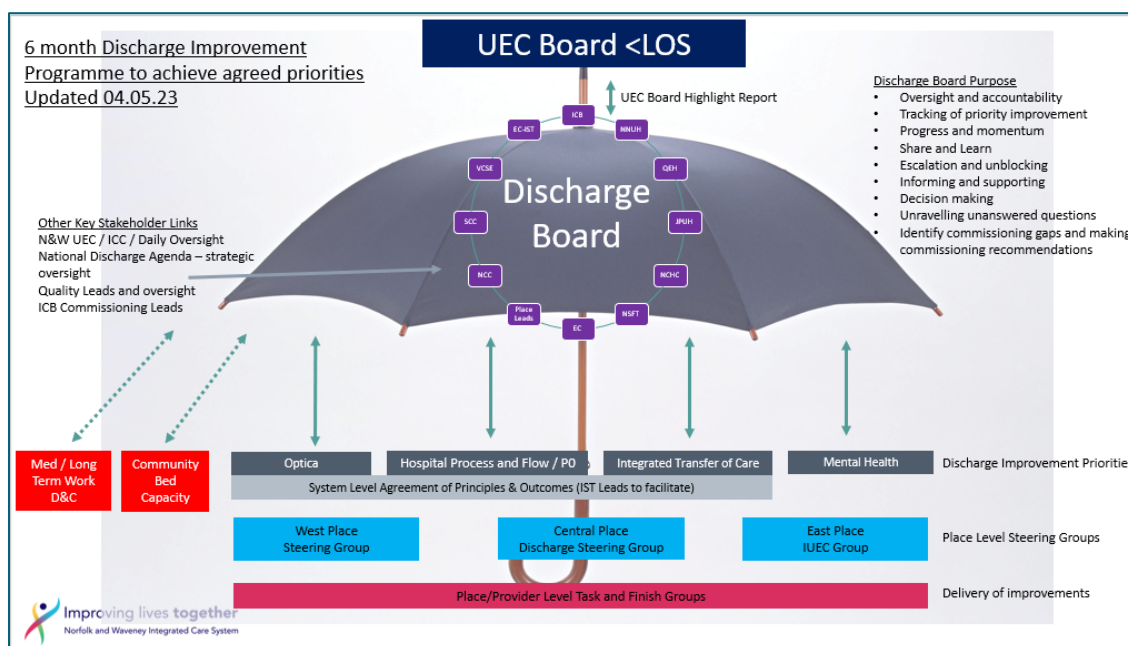 6 month Discharge Improvement
Programme to achieve agreed priorities
Updated 04.05.23
UEC Board <LOS
UEC Board Highlight Report
Discharge Board Purpose
• Oversight and accountability
• Tracking of priority improvement
• Progress and momentum
• Share and Learn
• Escalation and unblocking
• Informing and supporting
• Decision making
• Unravelling unanswered questions
• Identify commissioning gaps and making
commissioning recommendations
ICB
NNUH
QEH
JPUH
NCHC
NSFT
EC
Place
Leads
NCC
SCC
VCSE
EC-IST
Discharge
Board
Other Key Stakeholder Links
N&W UEC / ICC / Daily Oversight
National Discharge Agenda – strategic
oversight
Quality Leads and oversight
ICB Commissioning Leads
Med / Long
Term Work
D&C
Community
Bed
Capacity
Optica
Hospital Process and Flow / P0
Integrated Transfer of Care
Mental Health
Discharge Improvement Priorities
System Level Agreement of Principles & Outcomes (IST Leads to facilitate)
West Place
Steering Group
Central Place
Discharge Steering Group
East Place
IUEC Group
Place Level Steering Groups
Place/Provider Level Task and Finish Groups
Delivery of improvements
Improving lives together
Norfolk and Waveney Integrated Care System